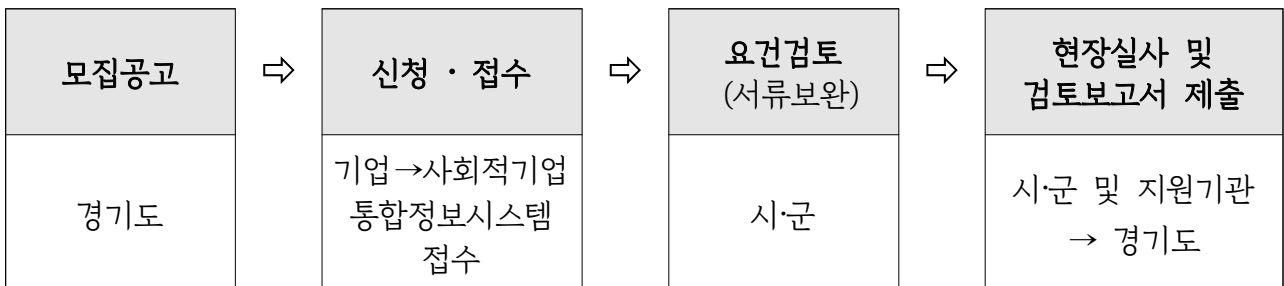 모집공고
⇨
신청 · 접수
⇨
요건검토
(서류보완)
⇨
현장실사 및
검토보고서 제출
경기도
기업→사회적기업
통합정보시스템
접수
시·군
시·군 및 지원기관
→ 경기도